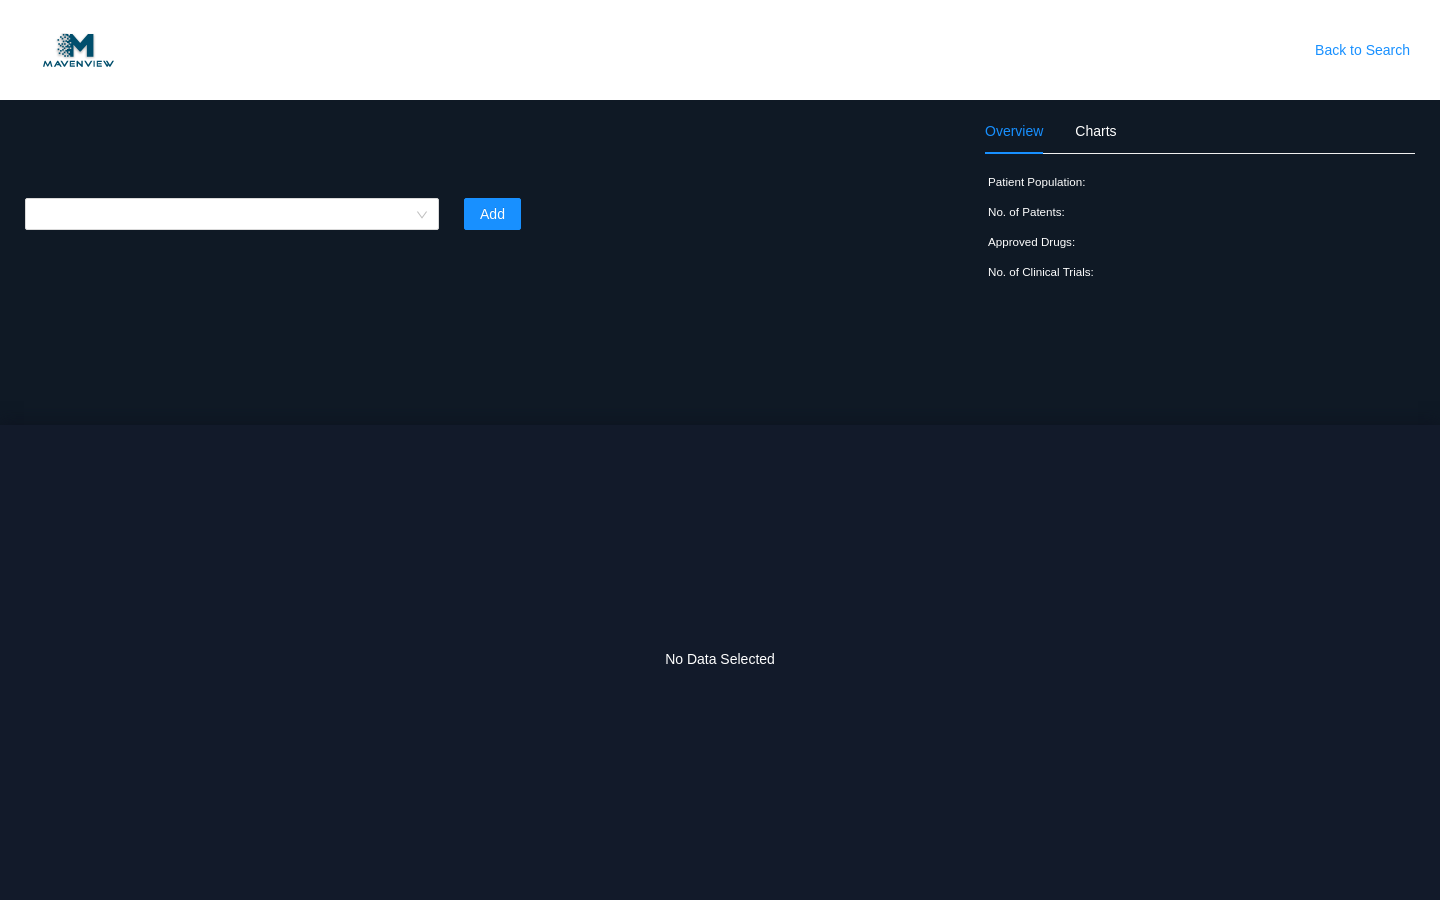 MAVENVIEW
Back to Search
Overview
Charts
Patient Population:
No. of Patents:
Add
Approved Drugs:
No. of Clinical Trials:
No Data Selected